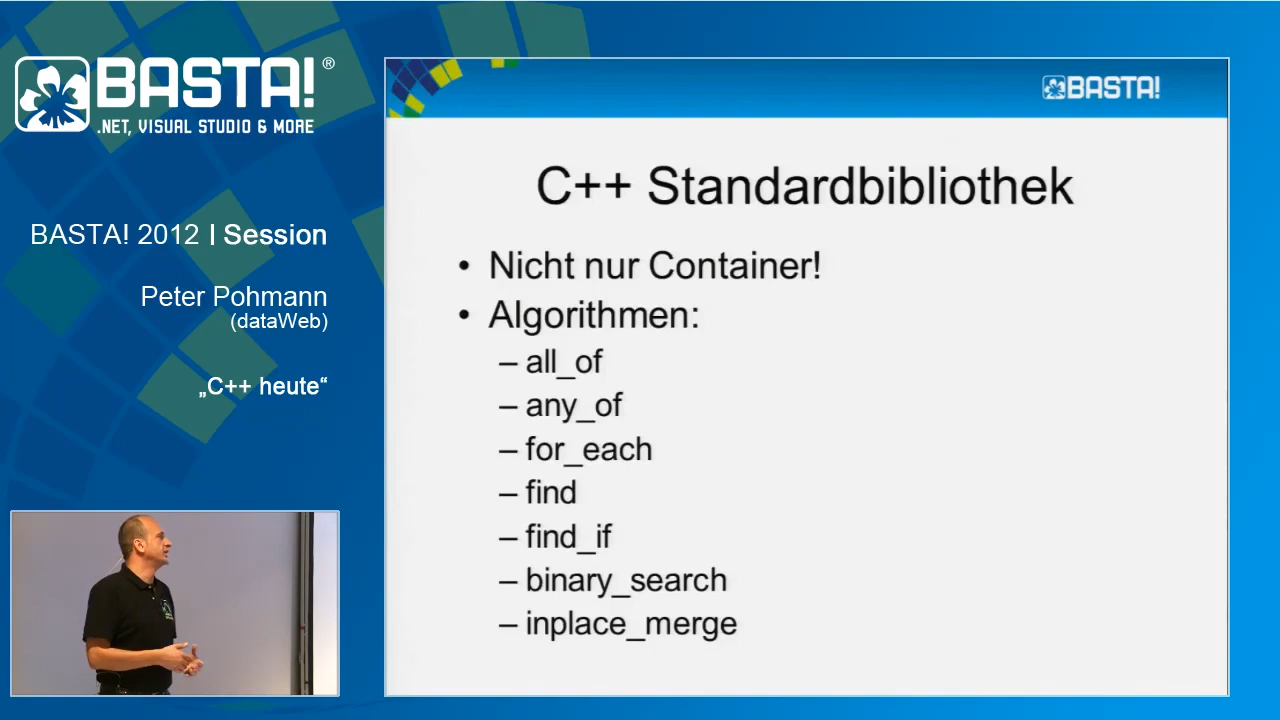 BASTA!®
.NET, VISUAL STUDIO & MORE
BASTA! 2012 | Session
Peter Pohmann
(dataWeb)
„C++ heute“
BASTA!
C++ Standardbibliothek
• Nicht nur Container!
• Algorithmen:
– all_of
– any_of
– for_each
– find
– find_if
– binary_search
– inplace_merge